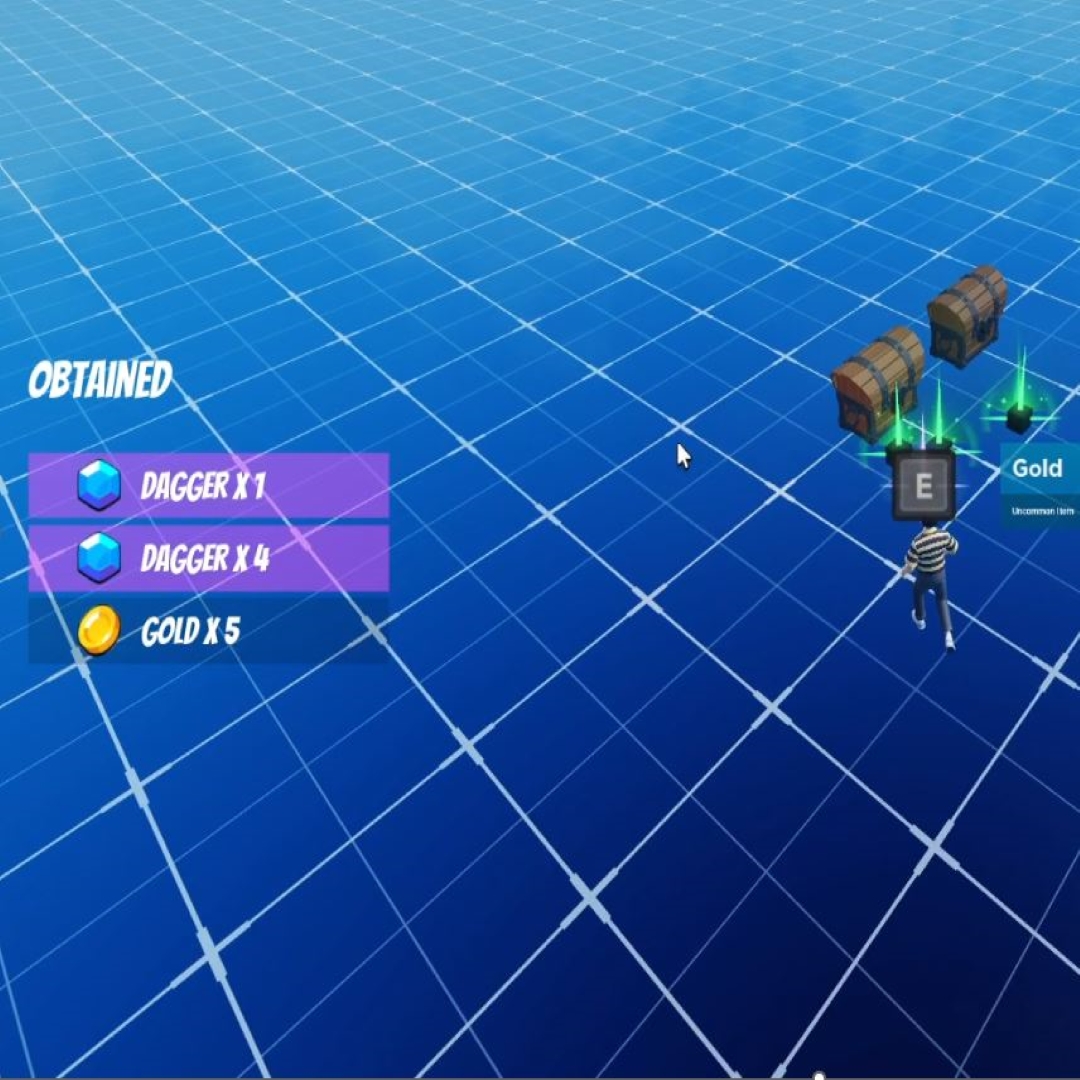 OBTAINED
DAGGER X 1
DAGGER X 4
GOLD X 5
E
Gold
Uncommon Item